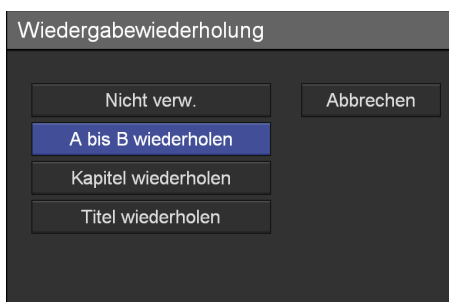 Wiedergabewiederholung
Nicht verw.
Abbrechen
A bis B wiederholen
Kapitel wiederholen
Titel wiederholen